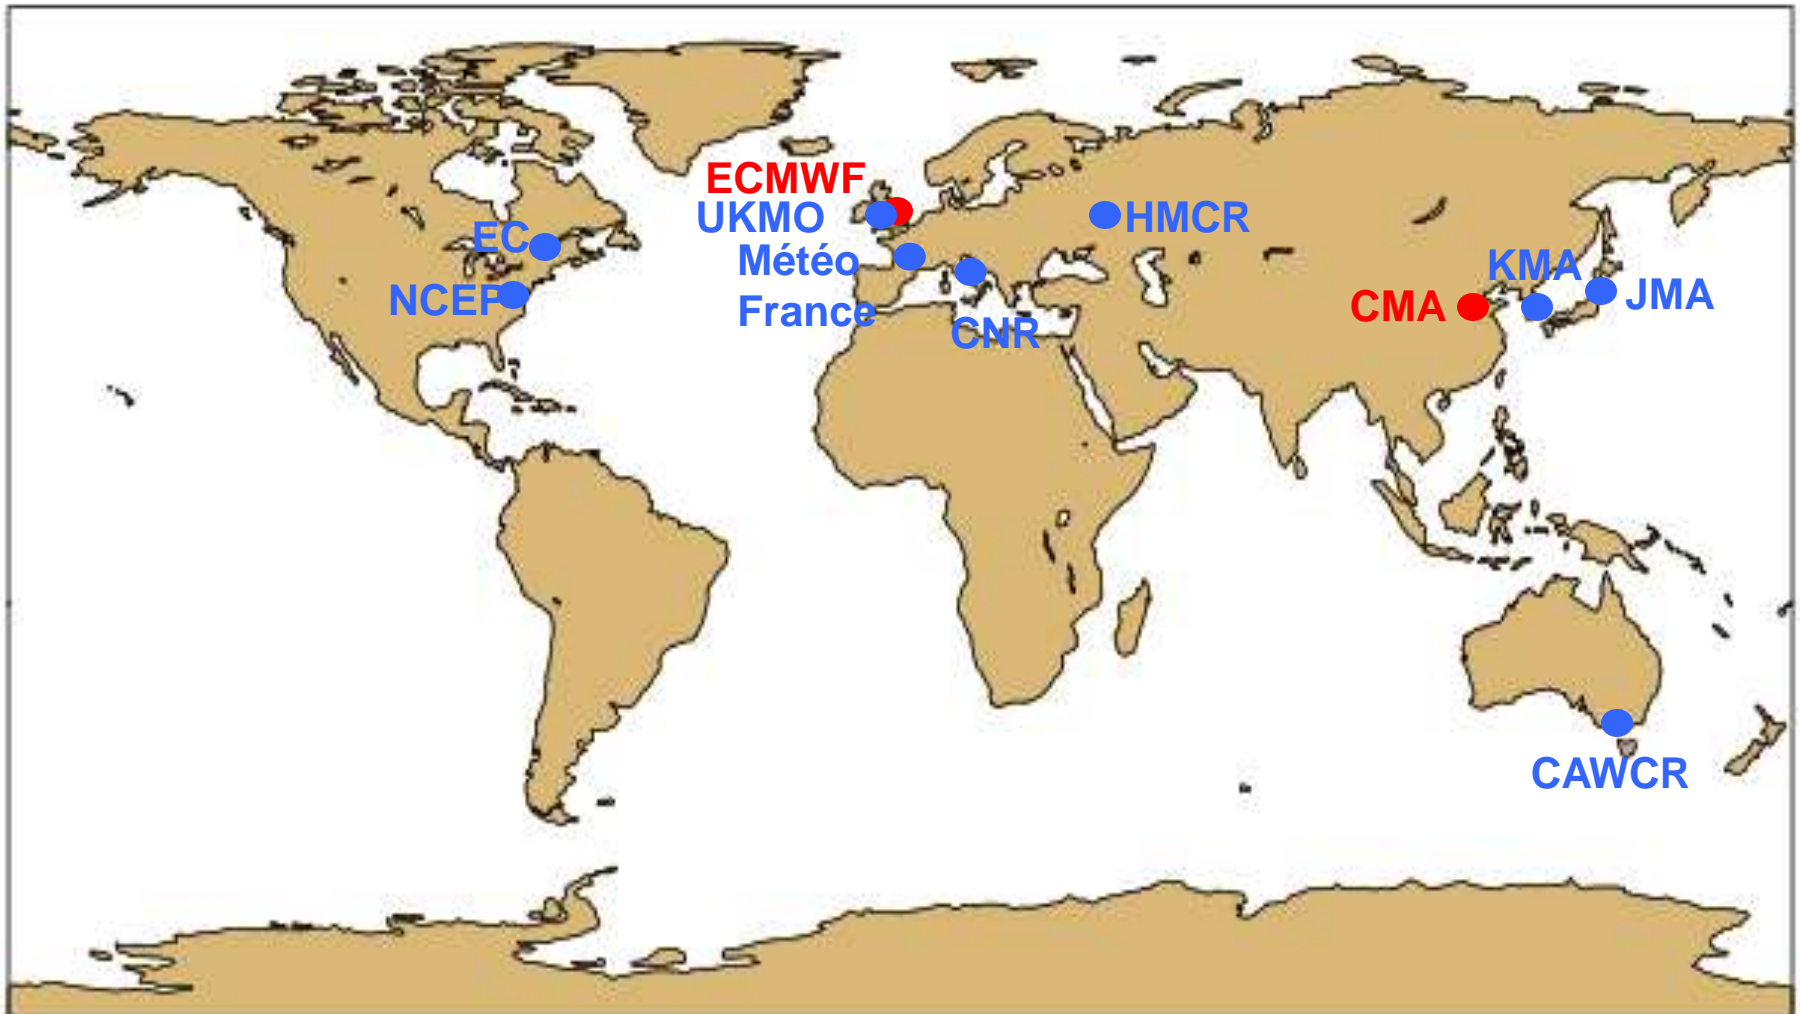 ECMWF
UKMO
EC
HMCR
Météo
France
KMA
NCEP
CMA
JMA
CNR
CAWCR